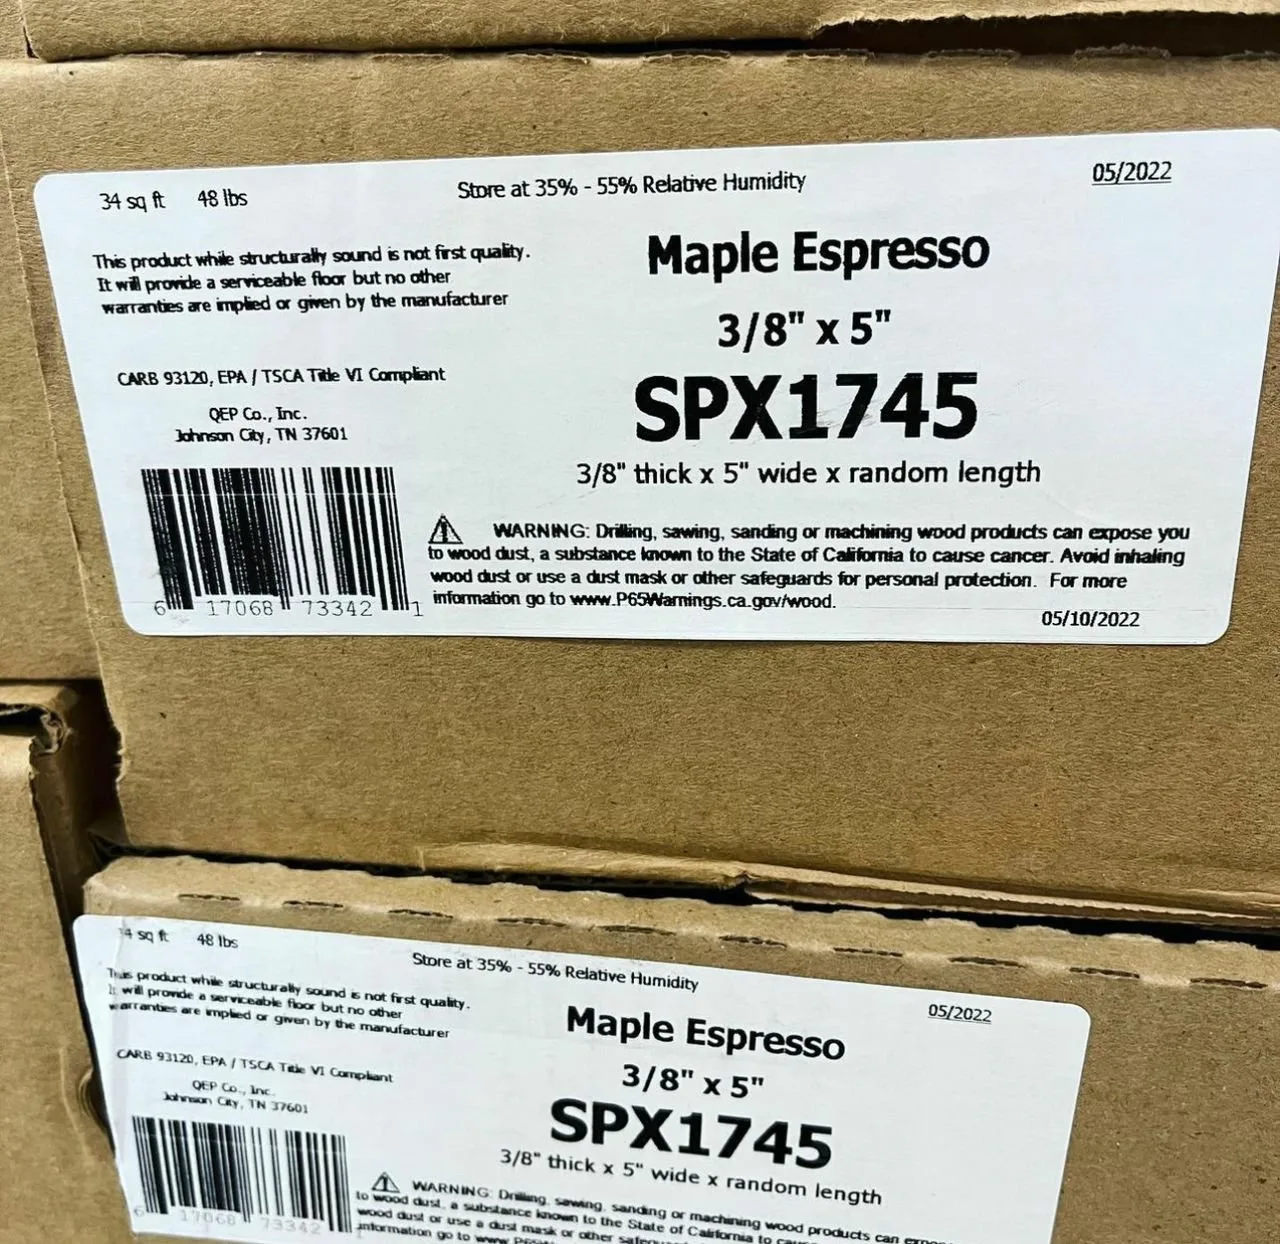 34 sq ft 48 lbs
Store at 35% - 55% Relative Humidity
05/2022
This product while structurally sound is not first quality.
It will provide a serviceable floor but no other
warranties are implied or given by the manufacturer
Maple Espresso
3/8" x 5"
SPX1745
3/8" thick x 5" wide x random length
CARB 93120, EPA / TSCA Title VI Compliant
QEP Co., Inc.
Johnson City, TN 37601
6 17068 73342 1
WARNING: Drilling, sawing, sanding or machining wood products can expose you
to wood dust, a substance known to the State of California to cause cancer. Avoid inhaling
wood dust or use a dust mask or other safeguards for personal protection. For more
information go to www.P65Warnings.ca.gov/wood.
05/10/2022
4 sq ft 48 lbs
Store at 35% - 55% Relative Humidity
05/2022
This product while structurally sound is not first quality.
It will provide a serviceable floor but no other
warranties are implied or given by the manufacturer
Maple Espresso
3/8" x 5"
SPX1745
3/8" thick x 5" wide x random length
CARB 93120, EPA / TSCA Title VI Compliant
QEP Co., Inc.
Johnson City, TN 37601
6 17068 73342 1
WARNING: Drilling, sawing, sanding or machining wood products can
to wood dust, a substance known to the State of California to
wood dust or use a dust mask or other
information go to